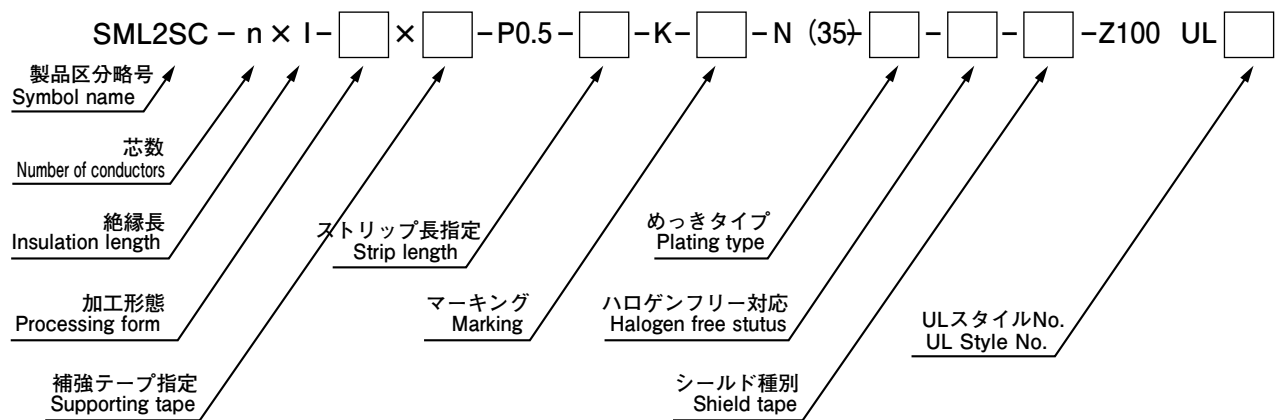 SML2SC – n × l – □ × □ – P0.5 – □ – K – □ – N (35) – □ – □ – □ – Z100 UL □
製品区分略号
Symbol name
芯数
Number of conductors
絶縁長
Insulation length
ストリップ長指定
Strip length
めっきタイプ
Plating type
加工形態
Processing form
マーキング
Marking
ハロゲンフリー対応
Halogen free stutus
ULスタイルNo.
UL Style No.
補強テープ指定
Supporting tape
シールド種別
Shield tape